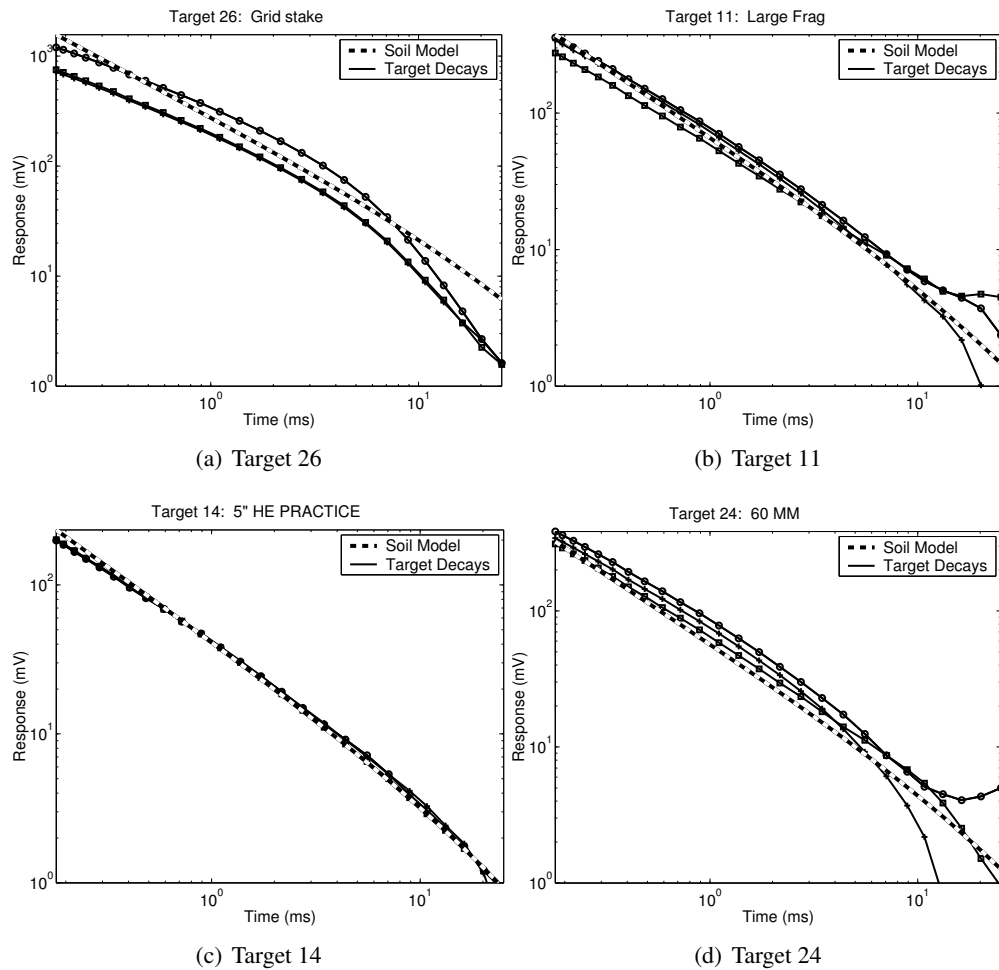 Target 26: Grid stake
Soil Model
Target Decays
10^3
10^2
10^1
10^0
Response (mV)
10^0
10^1
Time (ms)
(a) Target 26
Target 11: Large Frag
Soil Model
Target Decays
10^2
10^1
10^0
Response (mV)
10^0
10^1
Time (ms)
(b) Target 11
Target 14: 5" HE PRACTICE
Soil Model
Target Decays
10^2
10^1
10^0
Response (mV)
10^0
10^1
Time (ms)
(c) Target 14
Target 24: 60 MM
Soil Model
Target Decays
10^2
10^1
10^0
Response (mV)
10^0
10^1
Time (ms)
(d) Target 24